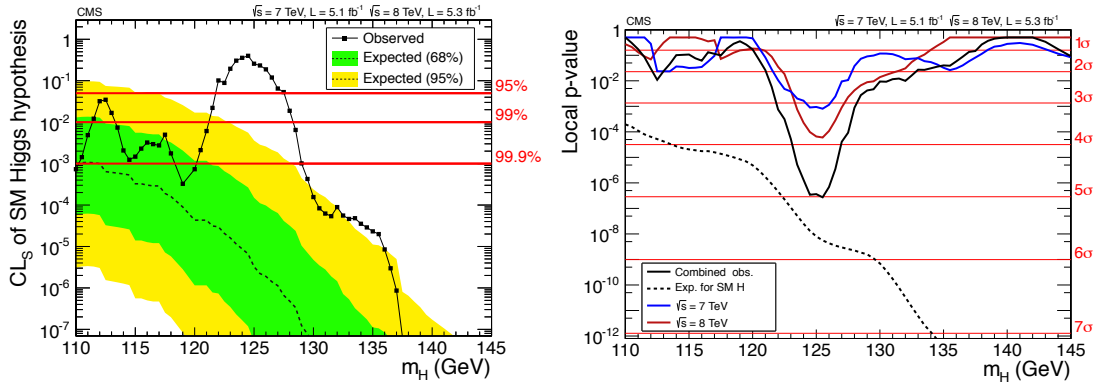 CMS
√s = 7 TeV, L = 5.1 fb⁻¹ √s = 8 TeV, L = 5.3 fb⁻¹
CL_S of SM Higgs hypothesis
1
10⁻¹
10⁻²
10⁻³
10⁻⁴
10⁻⁵
10⁻⁶
10⁻⁷
Observed
Expected (68%)
Expected (95%)
95%
99%
99.9%
110 115 120 125 130 135 140 145
m_H (GeV)
CMS
√s = 7 TeV, L = 5.1 fb⁻¹ √s = 8 TeV, L = 5.3 fb⁻¹
Local p-value
1
10⁻²
10⁻⁴
10⁻⁶
10⁻⁸
10⁻¹⁰
10⁻¹²
1σ
2σ
3σ
4σ
5σ
6σ
7σ
Combined obs.
Exp. for SM H
√s = 7 TeV
√s = 8 TeV
110 115 120 125 130 135 140 145
m_H (GeV)